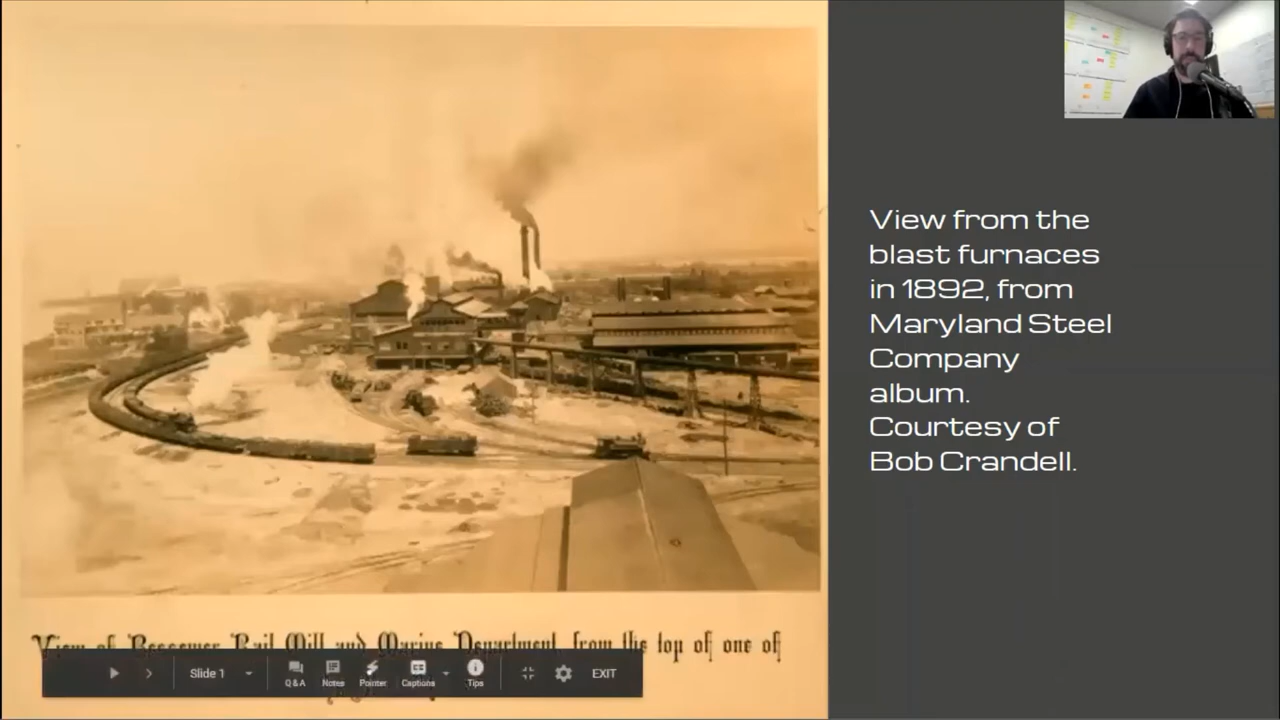 View from the
blast furnaces
in 1892, from
Maryland Steel
Company
album.
Courtesy of
Bob Crandell.
View of Bessemer Rail Mill and Marine Department from the top of one of
Slide 1
Q & A
Notes
Pointer
Captions
Tips
EXIT